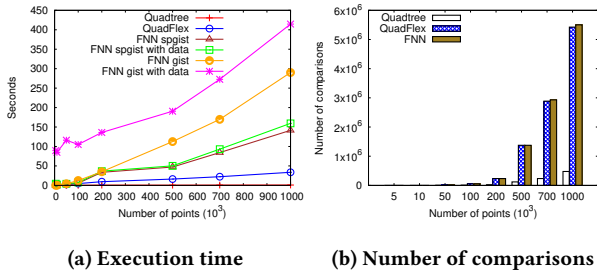 450
400
350
300
250
200
150
100
50
0
Seconds
Quadtree
QuadFlex
FNN spgist
FNN spgist with data
FNN gist
FNN gist with data
0 100 200 300 400 500 600 700 800 900 1000
Number of points (10³)
(a) Execution time
6x10⁶
5x10⁶
4x10⁶
3x10⁶
2x10⁶
1x10⁶
0
Number of comparisons
Quadtree
QuadFlex
FNN
5 10 50 100 200 500 700 1000
Number of points (10³)
(b) Number of comparisons